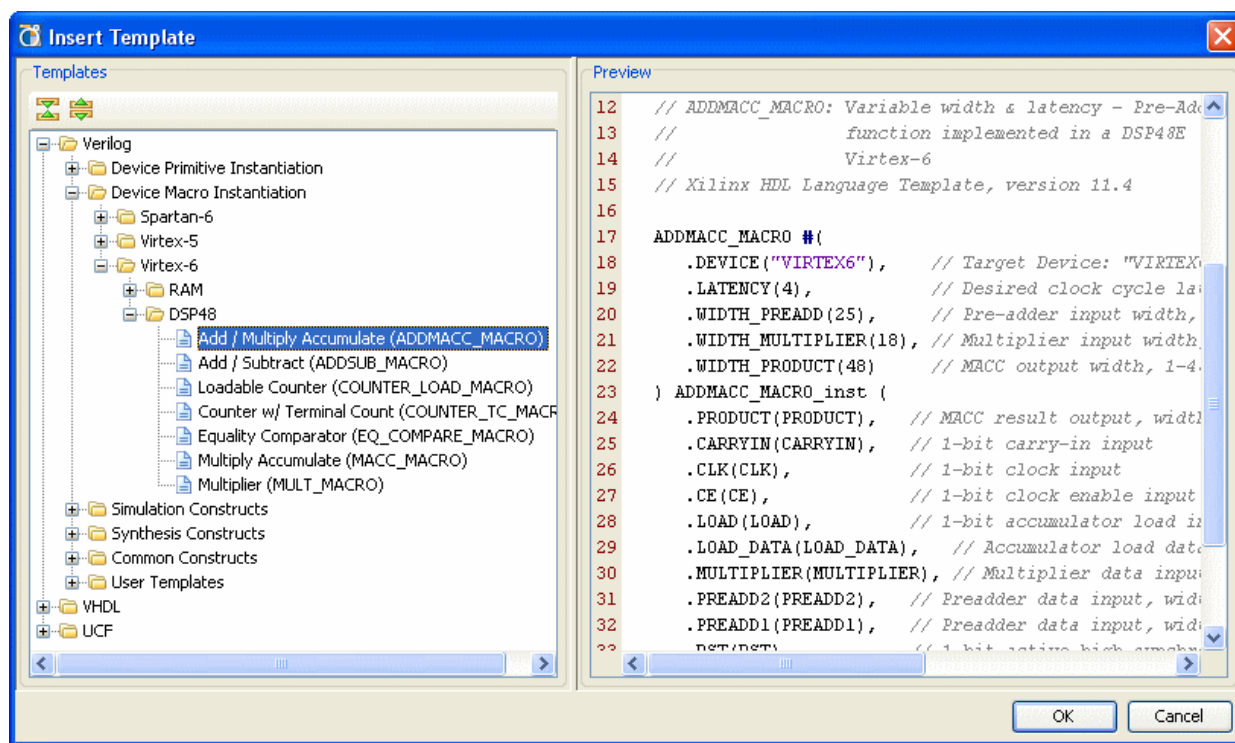 Insert Template
Templates
Verilog
Device Primitive Instantiation
Device Macro Instantiation
Spartan-6
Virtex-5
Virtex-6
RAM
DSP48
Add / Multiply Accumulate (ADDMACC_MACRO)
Add / Subtract (ADDSUB_MACRO)
Loadable Counter (COUNTER_LOAD_MACRO)
Counter w/ Terminal Count (COUNTER_TC_MACR
Equality Comparator (EQ_COMPARE_MACRO)
Multiply Accumulate (MACC_MACRO)
Multiplier (MULT_MACRO)
Simulation Constructs
Synthesis Constructs
Common Constructs
User Templates
VHDL
UCF
Preview
12 // ADDMACC_MACRO: Variable width & latency - Pre-Add
13 // function implemented in a DSP48E
14 // Virtex-6
15 // Xilinx HDL Language Template, version 11.4
16
17 ADDMACC_MACRO #(
18 .DEVICE("VIRTEX6"), // Target Device: "VIRTEX
19 .LATENCY(4), // Desired clock cycle la
20 .WIDTH_PREADD(25), // Pre-adder input width,
21 .WIDTH_MULTIPLIER(18), // Multiplier input width
22 .WIDTH_PRODUCT(48) // MACC output width, 1-4
23 ) ADDMACC_MACRO_inst (
24 .PRODUCT(PRODUCT), // MACC result output, widt
25 .CARRYIN(CARRYIN), // 1-bit carry-in input
26 .CLK(CLK), // 1-bit clock input
27 .CE(CE), // 1-bit clock enable input
28 .LOAD(LOAD), // 1-bit accumulator load i
29 .LOAD_DATA(LOAD_DATA), // Accumulator load data
30 .MULTIPLIER(MULTIPLIER), // Multiplier data inpu
31 .PREADD2(PREADD2), // Preadder data input, wid
32 .PREADD1(PREADD1), // Preadder data input, wid
OK
Cancel